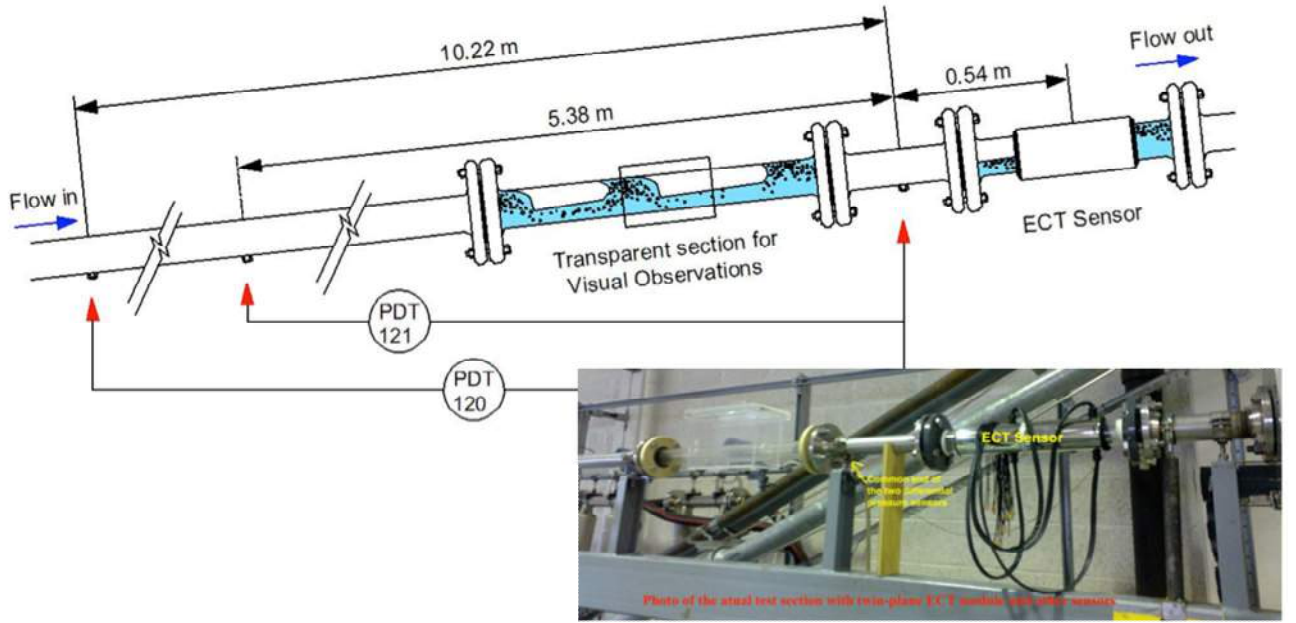 10.22 m
Flow out
0.54 m
5.38 m
Flow in
ECT Sensor
Transparent section for
Visual Observations
PDT
121
PDT
120
ECT Sensor
Common end of
the two differential
pressure sensors
Photo of the atual test section with twin-plane ECT module and other sensors